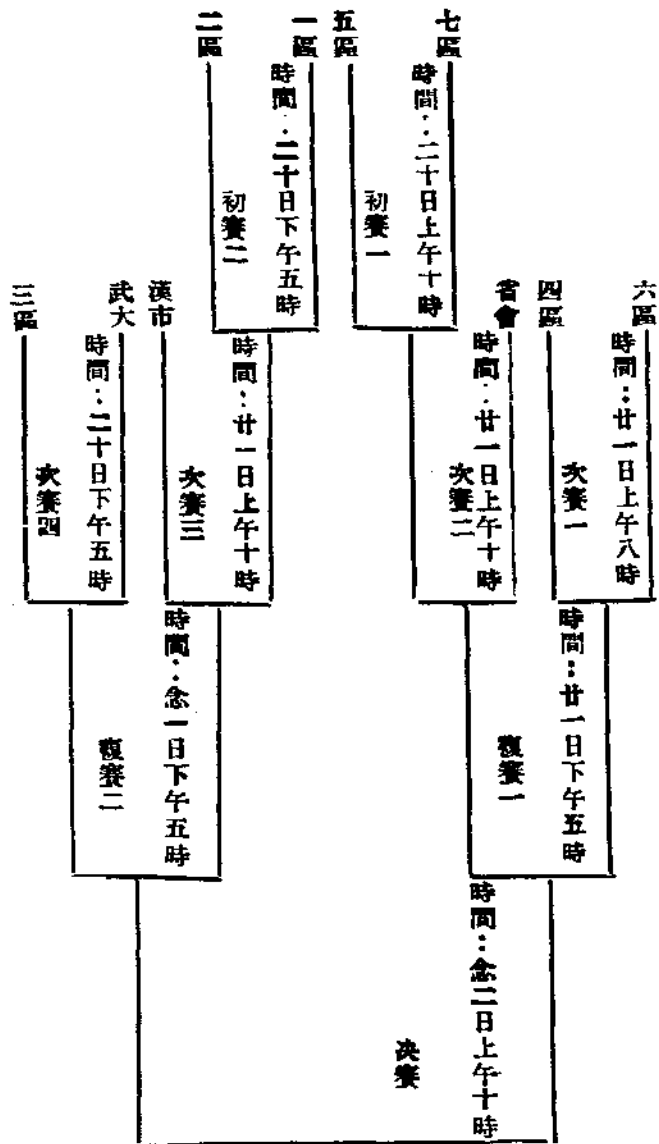 七區
時間：二十日上午十時
初賽一
五區
一區
時間：二十日下午五時
初賽二
二區
六區
時間：廿一日上午八時
次賽一
四區
省會
時間：廿一日上午十時
次賽二
時間：廿一日上午十時
次賽三
漢市
武大
時間：二十日下午五時
次賽四
三區
時間：廿一日下午五時
復賽一
時間：念一日下午五時
復賽二
時間：念二日上午十時
决賽